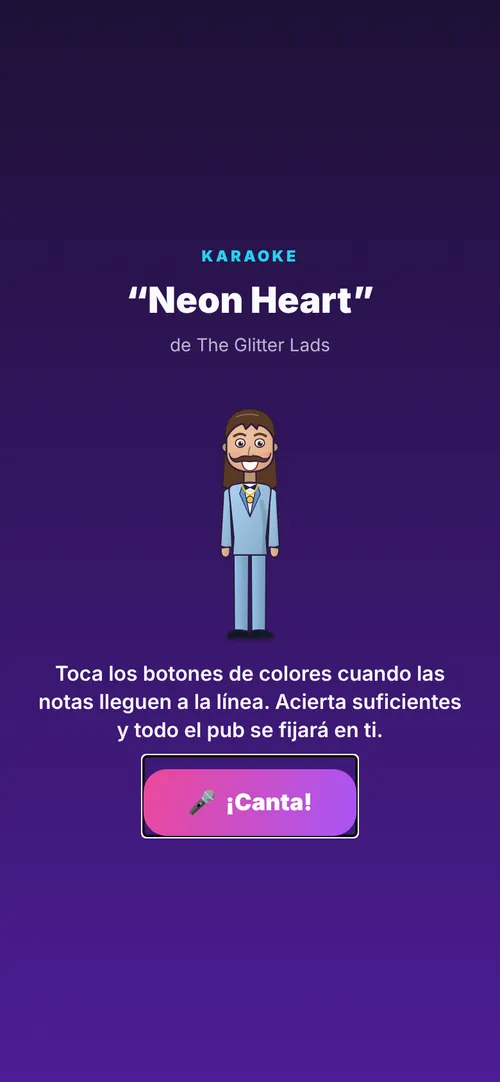 KARAOKE
“Neon Heart”
de The Glitter Lads
Toca los botones de colores cuando las
notas lleguen a la línea. Acierta suficientes
y todo el pub se fijará en ti.
🎤 ¡Canta!